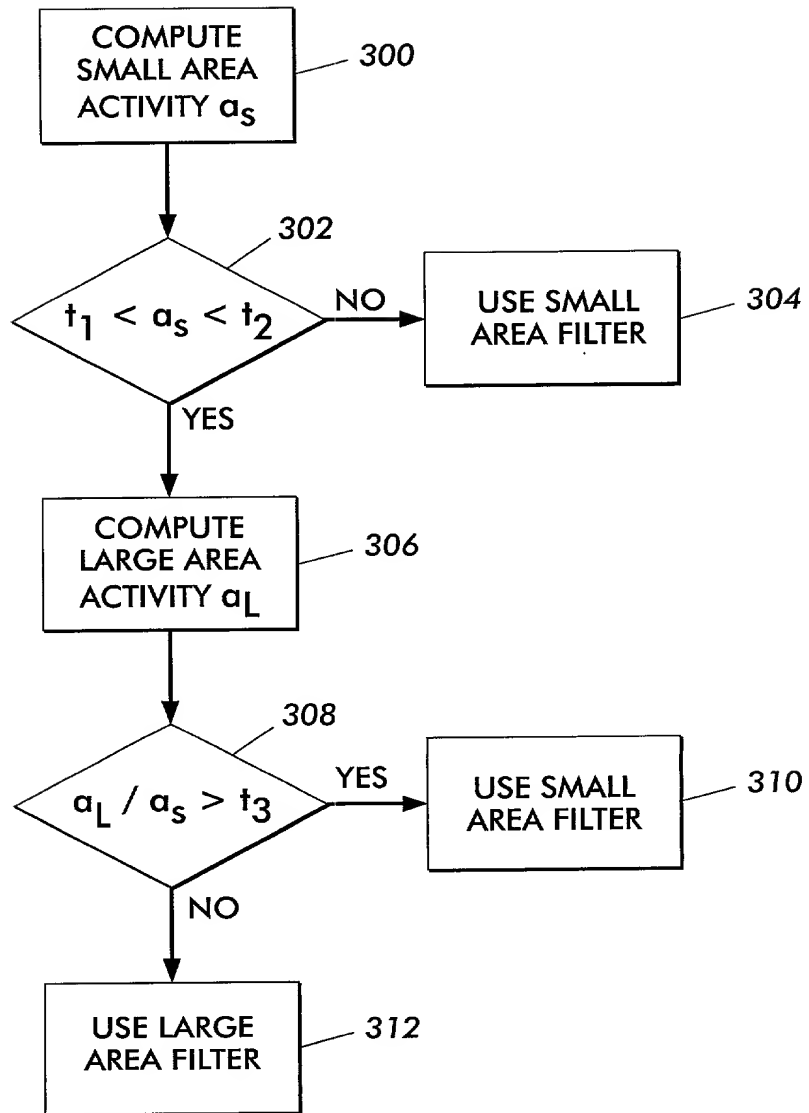 COMPUTE
SMALL AREA
ACTIVITY aS
300
302
t1 < aS < t2
NO
USE SMALL
AREA FILTER
304
YES
COMPUTE
LARGE AREA
ACTIVITY aL
306
308
aL / aS > t3
YES
USE SMALL
AREA FILTER
310
NO
USE LARGE
AREA FILTER
312